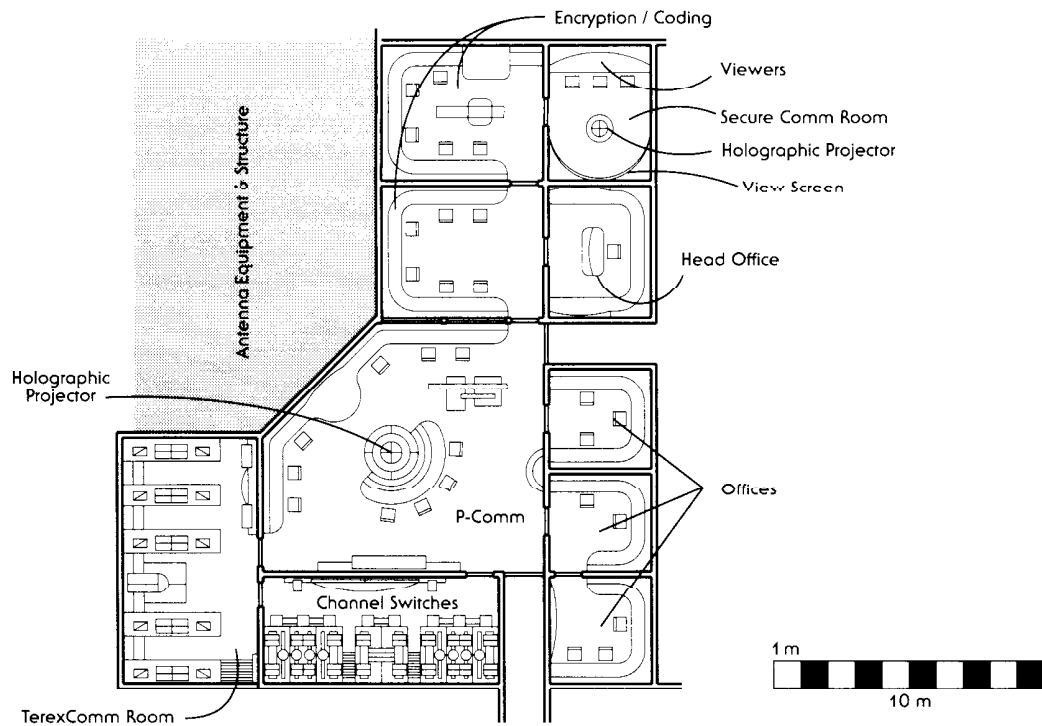 Encryption / Coding
Viewers
Secure Comm Room
Holographic Projector
View Screen
Head Office
Antenna Equipment & Structure
Holographic
Projector
Offices
P-Comm
Channel Switches
1 m
10 m
TerexComm Room